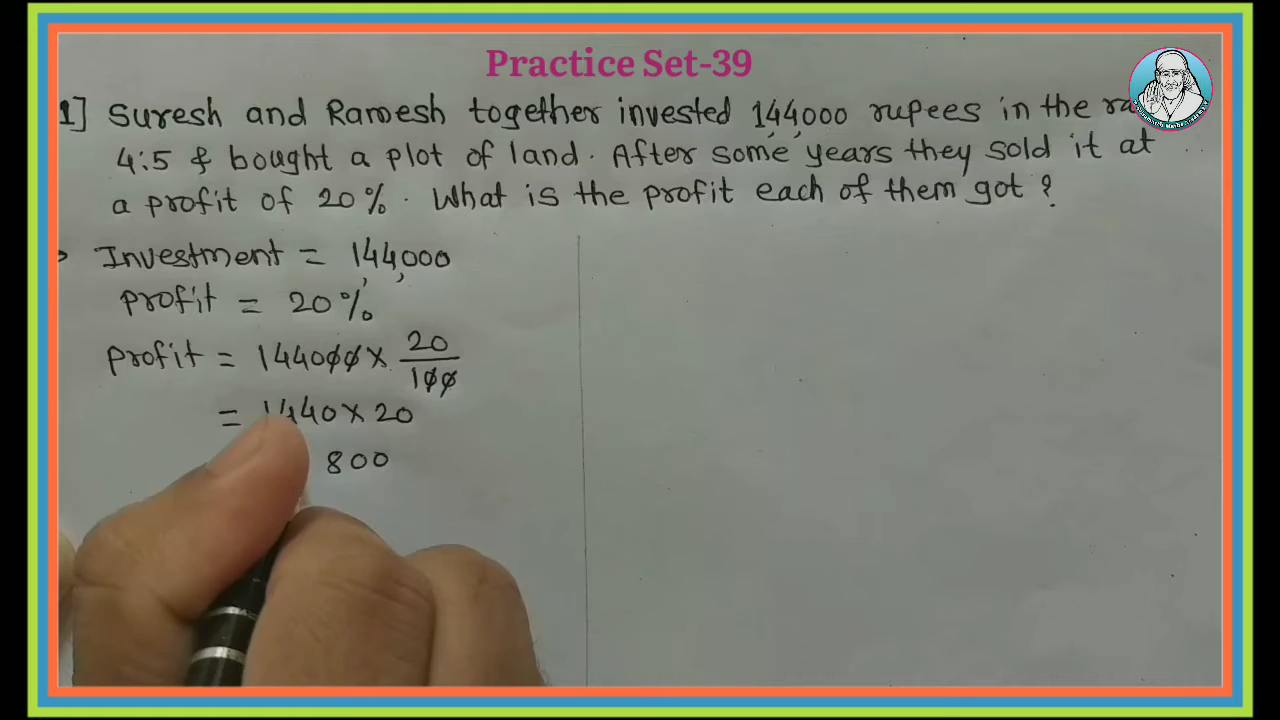 Practice Set-39
1] Suresh and Ramesh together invested 144000 rupees in the
4:5 & bought a plot of land. After some years they sold it at
a profit of 20%. What is the profit each of them got?
Investment = 144,000
Profit = 20%
Profit = 144000 × 20/100
= 1440 × 20
800